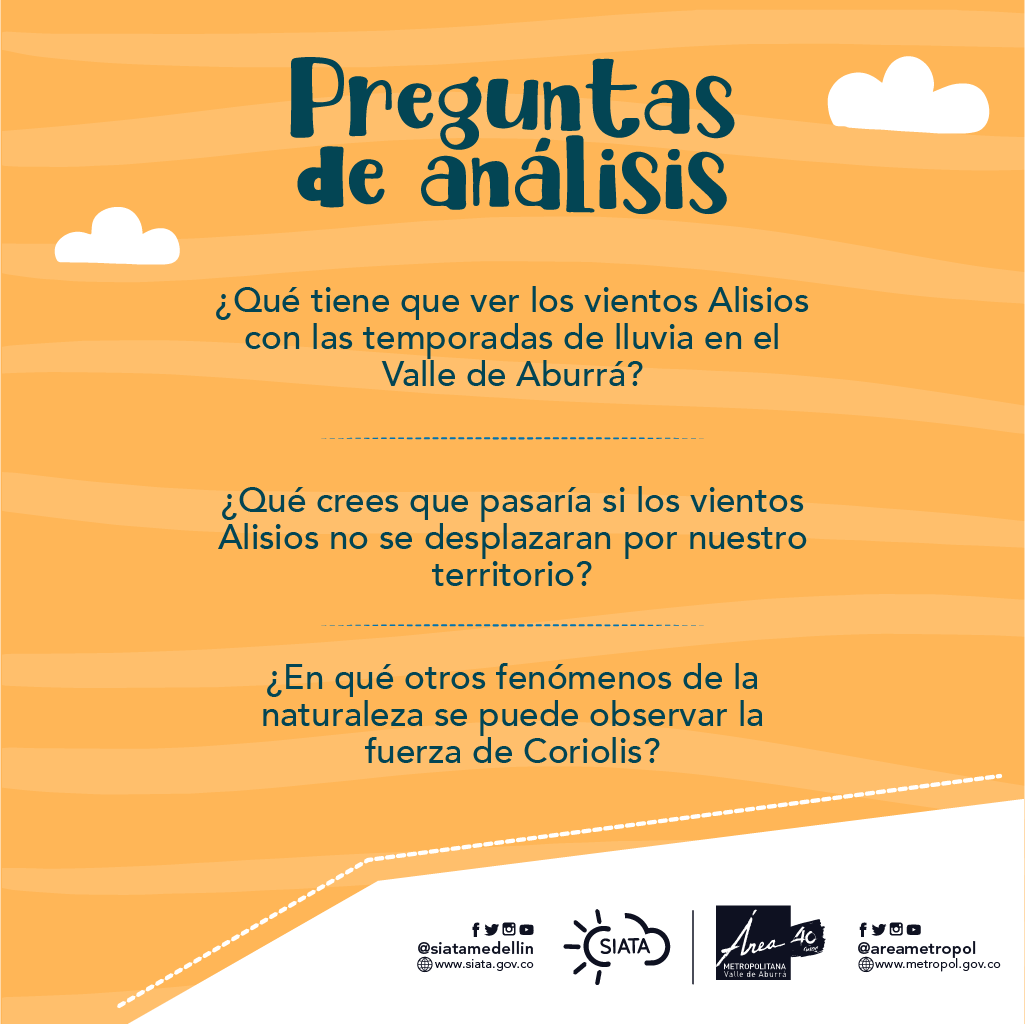 Preguntas
de análisis
¿Qué tiene que ver los vientos Alisios
con las temporadas de lluvia en el
Valle de Aburrá?
¿Qué crees que pasaría si los vientos
Alisios no se desplazaran por nuestro
territorio?
¿En qué otros fenómenos de la
naturaleza se puede observar la
fuerza de Coriolis?
@siatamedellin
www.siata.gov.co
SIATA
Área
METROPOLITANA
Valle de Aburrá
40
@areametropol
www.metropol.gov.co